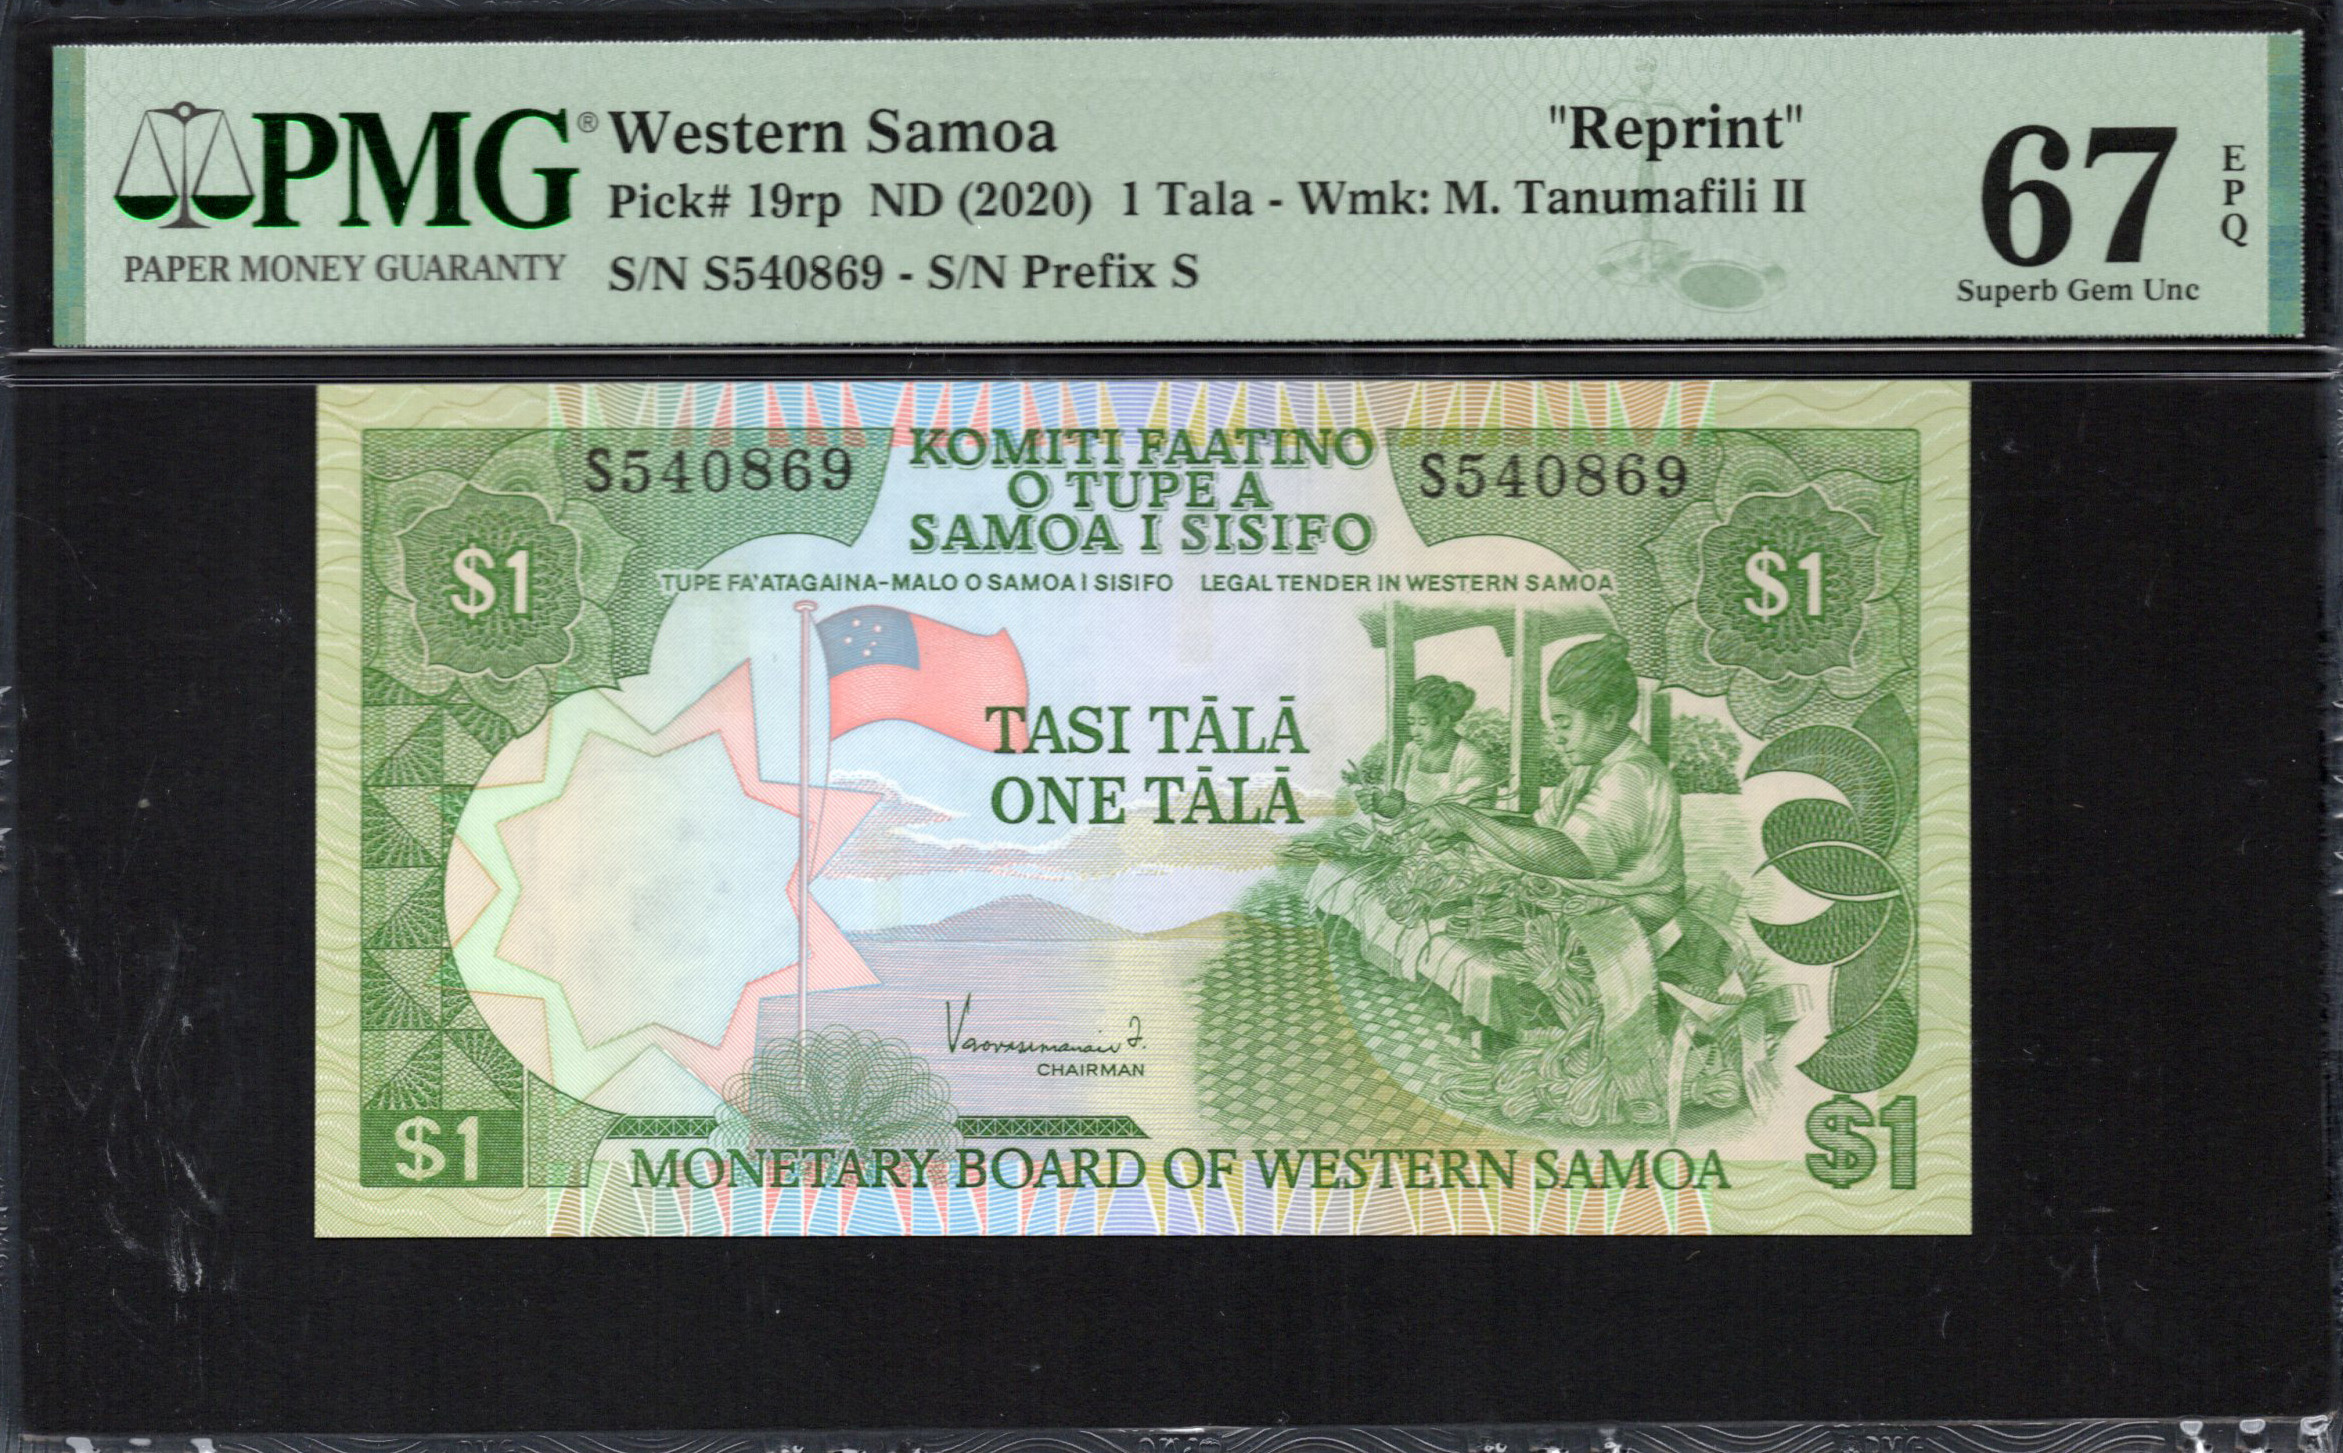 PMG® Western Samoa "Reprint"
Pick# 19rp ND (2020) 1 Tala - Wmk: M. Tanumafili II
S/N S540869 - S/N Prefix S
PAPER MONEY GUARANTY
67
EPQ
Superb Gem Unc
S540869 S540869
KOMITI FAATINO
O TUPE A
SAMOA I SISIFO
TUPE FA'ATAGAINA-MALO O SAMOA I SISIFO LEGAL TENDER IN WESTERN SAMOA
$1 $1
TASI TĀLĀ
ONE TĀLĀ
CHAIRMAN
$1 $1
MONETARY BOARD OF WESTERN SAMOA